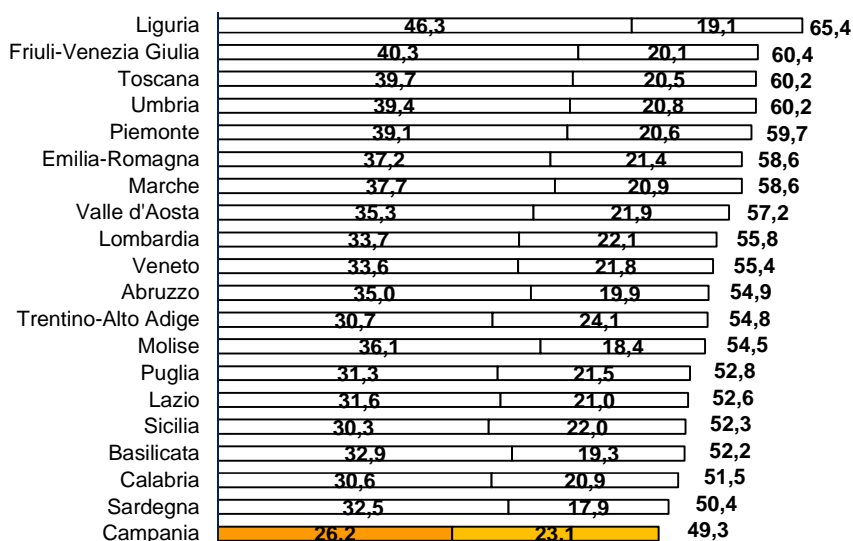 Liguria 46,3 19,1 65,4
Friuli-Venezia Giulia 40,3 20,1 60,4
Toscana 39,7 20,5 60,2
Umbria 39,4 20,8 60,2
Piemonte 39,1 20,6 59,7
Emilia-Romagna 37,2 21,4 58,6
Marche 37,7 20,9 58,6
Valle d'Aosta 35,3 21,9 57,2
Lombardia 33,7 22,1 55,8
Veneto 33,6 21,8 55,4
Abruzzo 35,0 19,9 54,9
Trentino-Alto Adige 30,7 24,1 54,8
Molise 36,1 18,4 54,5
Puglia 31,3 21,5 52,8
Lazio 31,6 21,0 52,6
Sicilia 30,3 22,0 52,3
Basilicata 32,9 19,3 52,2
Calabria 30,6 20,9 51,5
Sardegna 32,5 17,9 50,4
Campania 26,2 23,1 49,3